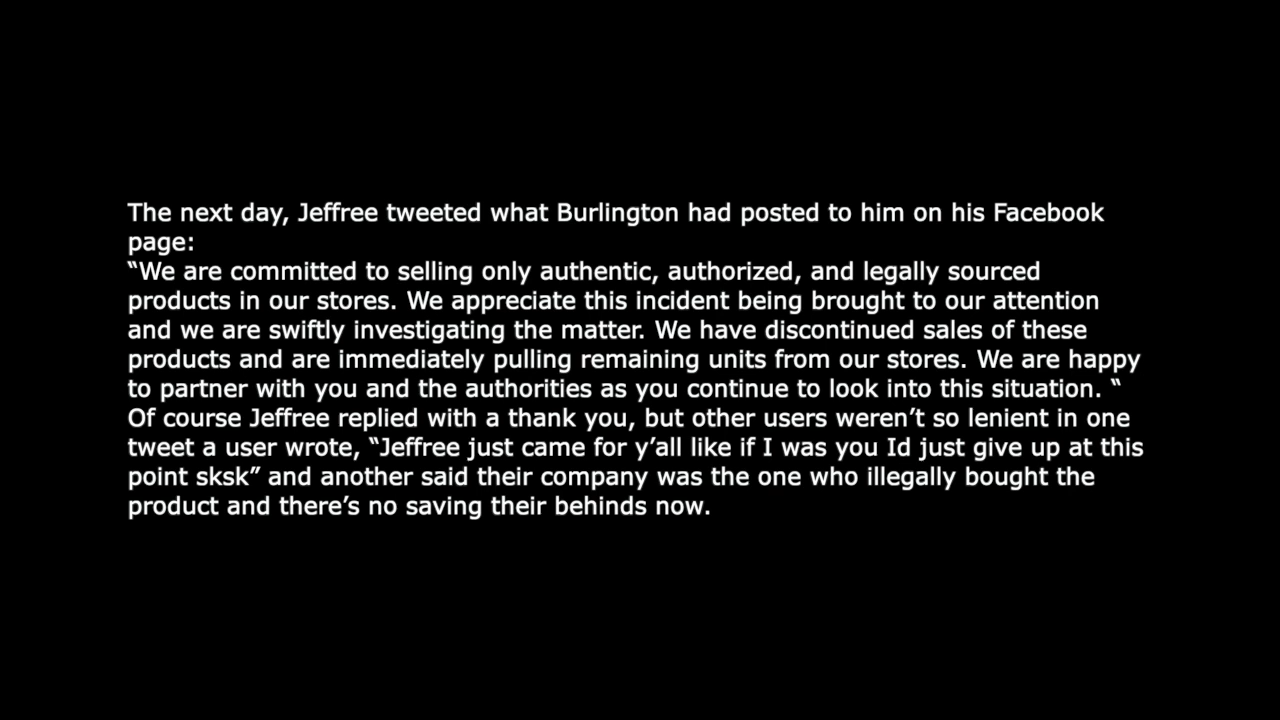 The next day, Jeffree tweeted what Burlington had posted to him on his Facebook
page:
“We are committed to selling only authentic, authorized, and legally sourced
products in our stores. We appreciate this incident being brought to our attention
and we are swiftly investigating the matter. We have discontinued sales of these
products and are immediately pulling remaining units from our stores. We are happy
to partner with you and the authorities as you continue to look into this situation. “
Of course Jeffree replied with a thank you, but other users weren’t so lenient in one
tweet a user wrote, “Jeffree just came for y’all like if I was you Id just give up at this
point sksk” and another said their company was the one who illegally bought the
product and there’s no saving their behinds now.